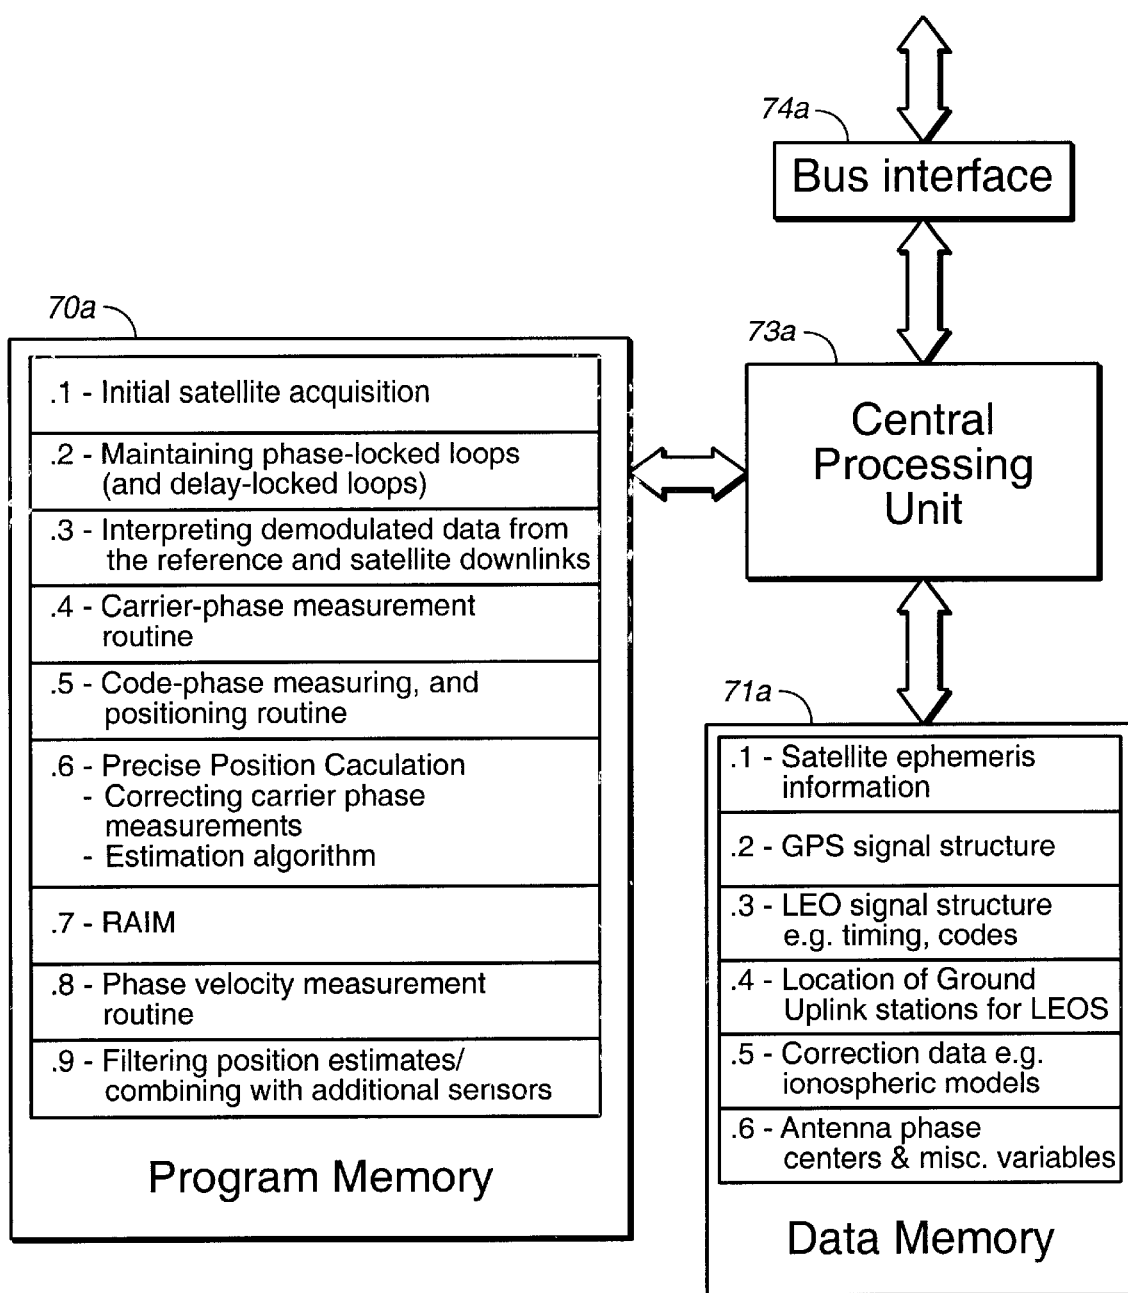 74a
Bus interface
70a
73a
.1 - Initial satellite acquisition
.2 - Maintaining phase-locked loops
(and delay-locked loops)
.3 - Interpreting demodulated data from
the reference and satellite downlinks
.4 - Carrier-phase measurement
routine
.5 - Code-phase measuring, and
positioning routine
.6 - Precise Position Caculation
- Correcting carrier phase
measurements
- Estimation algorithm
.7 - RAIM
.8 - Phase velocity measurement
routine
.9 - Filtering position estimates/
combining with additional sensors
Program Memory
Central
Processing
Unit
71a
.1 - Satellite ephemeris
information
.2 - GPS signal structure
.3 - LEO signal structure
e.g. timing, codes
.4 - Location of Ground
Uplink stations for LEOS
.5 - Correction data e.g.
ionospheric models
.6 - Antenna phase
centers & misc. variables
Data Memory